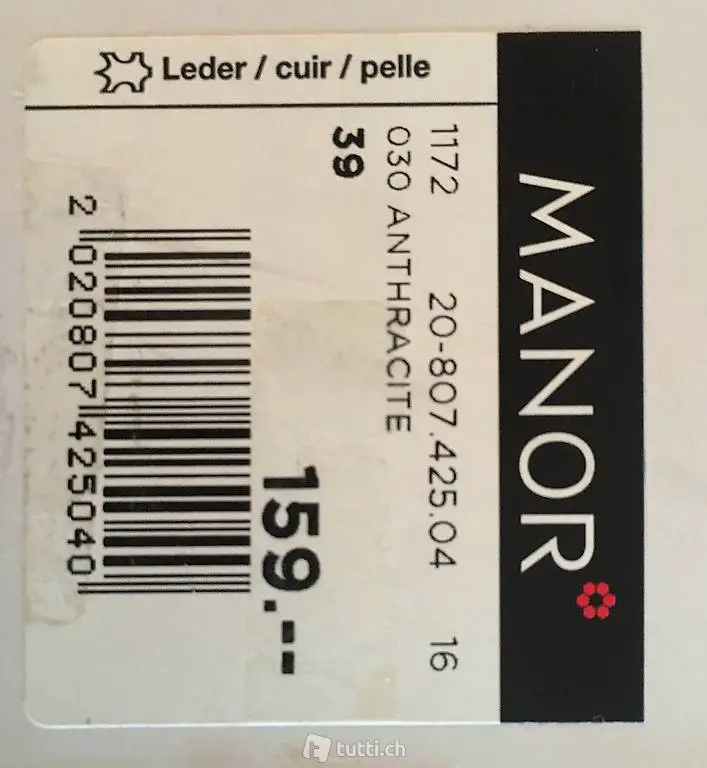 Leder / cuir / pelle
MANOR
1172 20-807.425.04 16
030 ANTHRACITE
39
159.--
2 020807 425040
tutti.ch